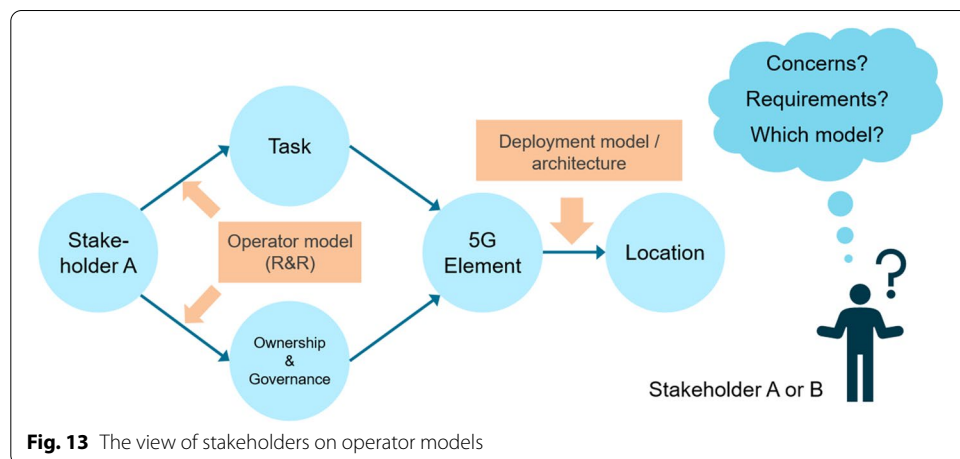 Concerns?
Requirements?
Which model?
Task
Deployment model /
architecture
Stake-
holder A
Operator model
(R&R)
5G
Element
Location
Ownership
&
Governance
?
Stakeholder A or B
Fig. 13 The view of stakeholders on operator models